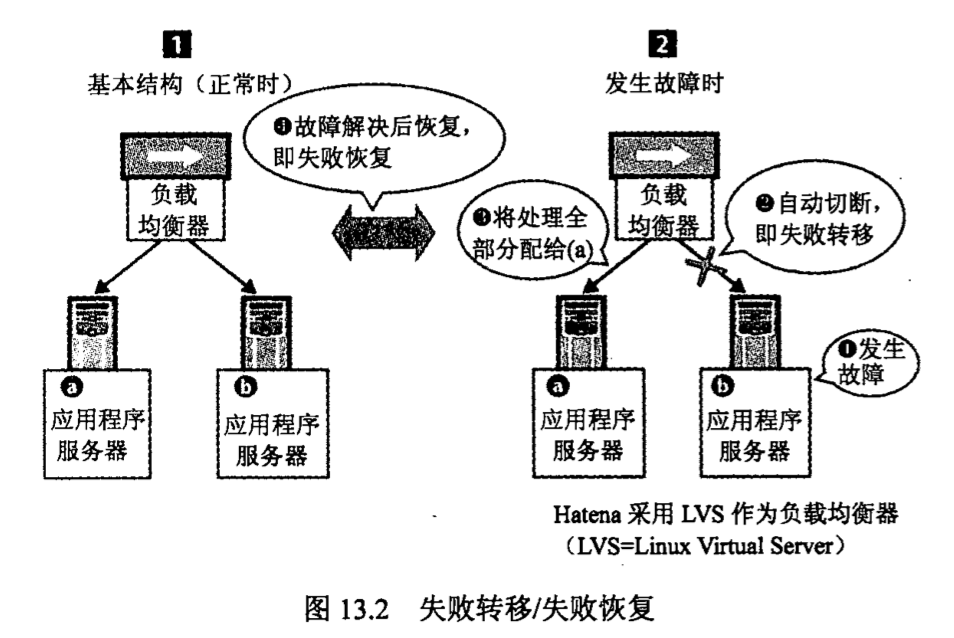 1
基本结构（正常时）
❹故障解决后恢复，
即失败恢复
负载
均衡器
ⓐ
应用程序
服务器
ⓑ
应用程序
服务器
2
发生故障时
负载
均衡器
❷自动切断，
即失败转移
❸将处理全
部分配给(a)
❶发生
故障
ⓐ
应用程序
服务器
ⓑ
应用程序
服务器
Hatena 采用 LVS 作为负载均衡器
（LVS=Linux Virtual Server）
图 13.2 失败转移/失败恢复